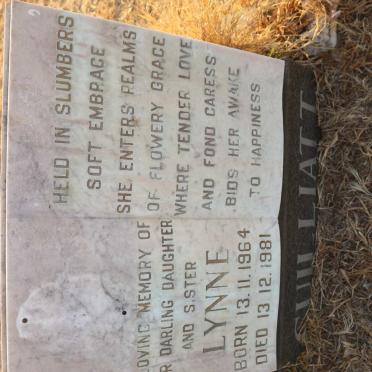 LOVING MEMORY OF
DARLING DAUGHTER
AND SISTER
LYNNE
BORN 13.11.1964
DIED 13.12.1981
HELD IN SLUMBERS
SOFT EMBRACE
SHE ENTERS REALMS
OF FLOWERY GRACE
WHERE TENDER LOVE
AND FOND CARESS
BIDS HER AWAKE
TO HAPPINESS